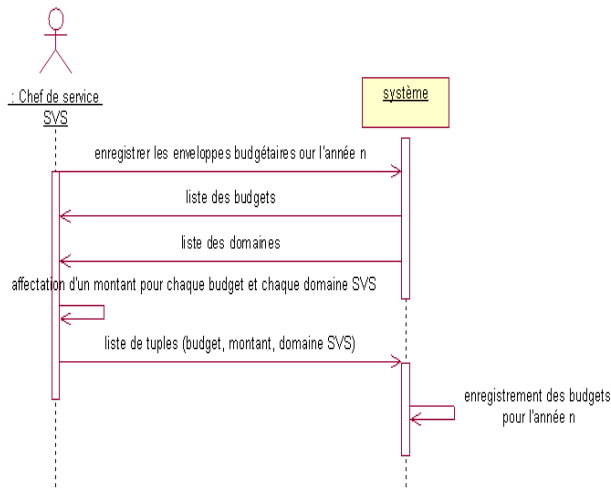 : Chef de service
SVS
système
enregistrer les enveloppes budgétaires our l'année n
liste des budgets
liste des domaines
affectation d'un montant pour chaque budget et chaque domaine SVS
liste de tuples (budget, montant, domaine SVS)
enregistrement des budgets
pour l'année n